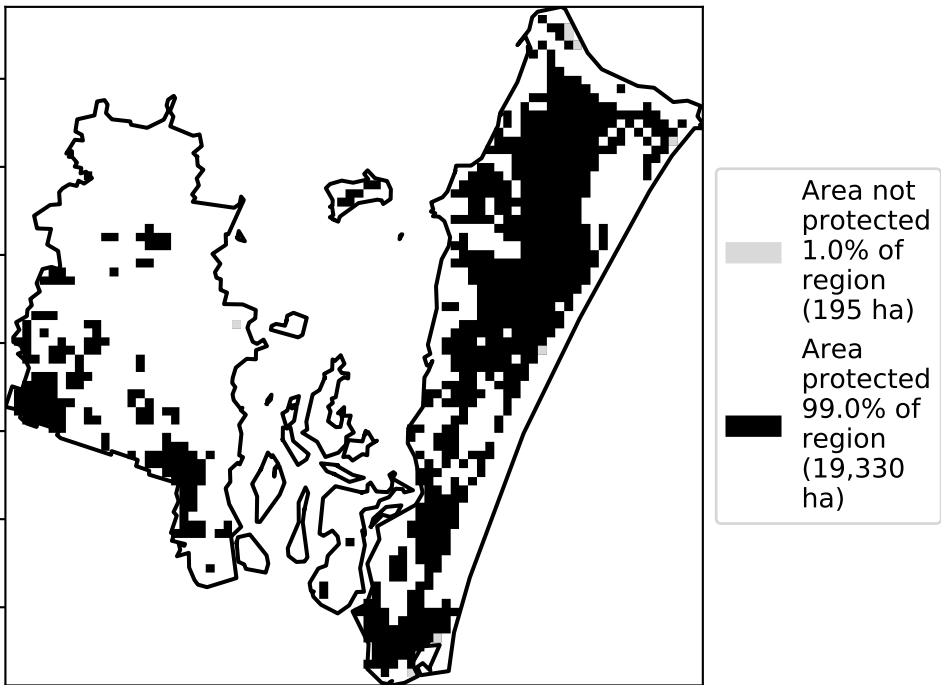 Area not
protected
1.0% of
region
(195 ha)
Area
protected
99.0% of
region
(19,330
ha)